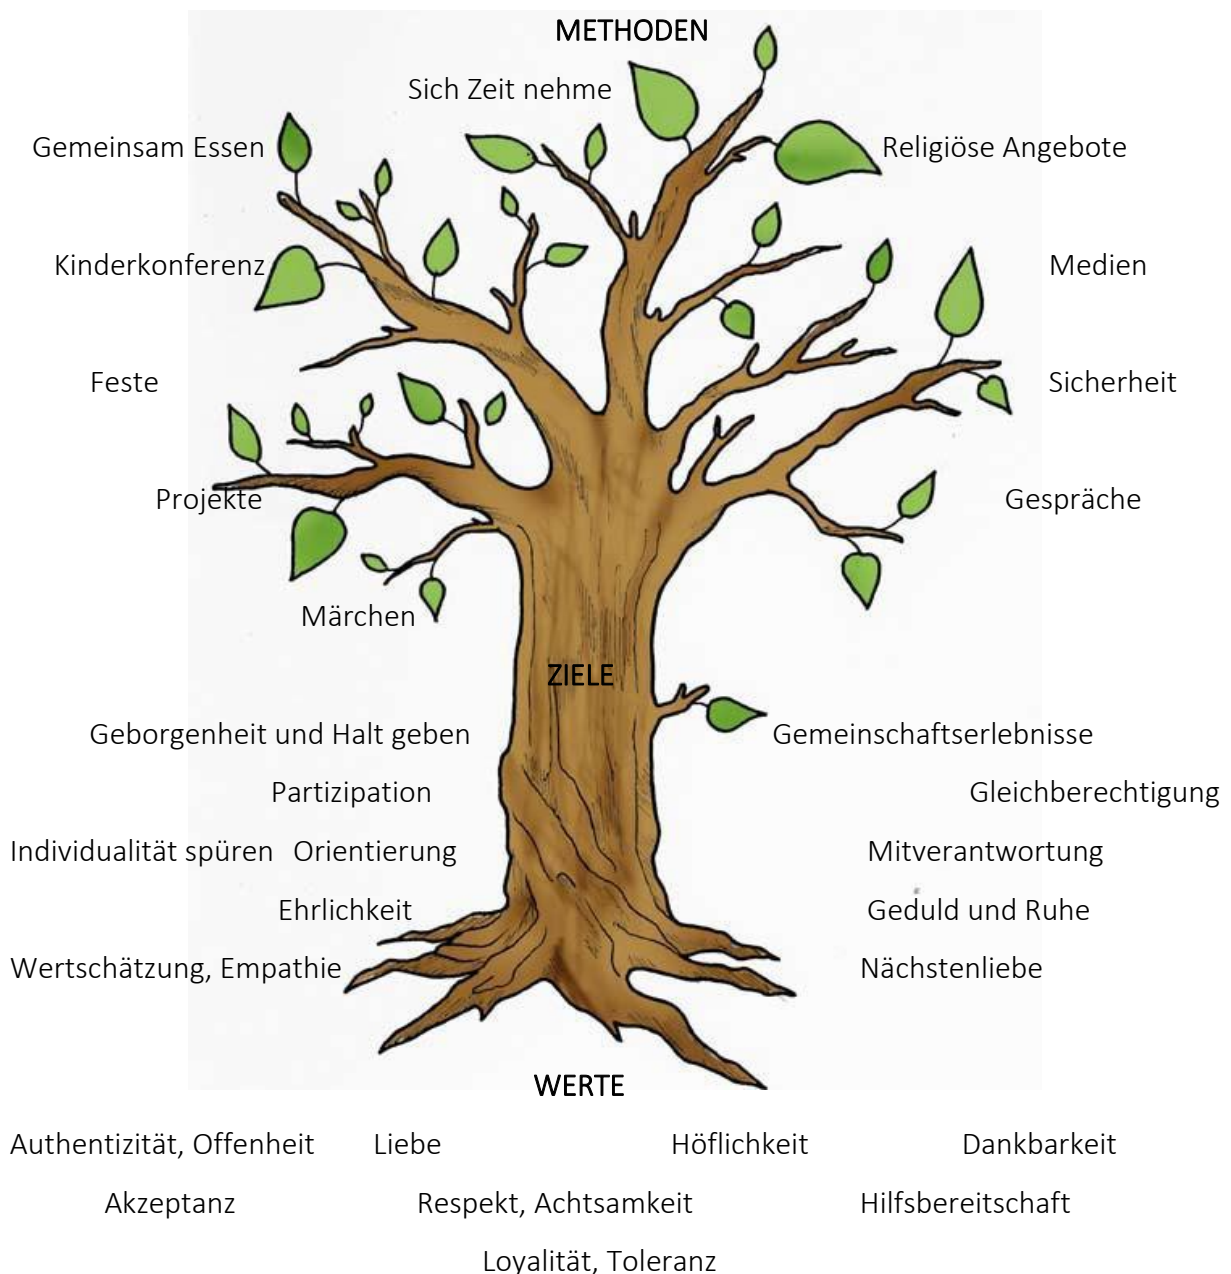 METHODEN
Sich Zeit nehme
Gemeinsam Essen Religiöse Angebote
Kinderkonferenz Medien
Feste Sicherheit
Projekte Gespräche
Märchen
ZIELE
Geborgenheit und Halt geben Gemeinschaftserlebnisse
Partizipation Gleichberechtigung
Individualität spüren Orientierung Mitverantwortung
Ehrlichkeit Geduld und Ruhe
Wertschätzung, Empathie Nächstenliebe
WERTE
Authentizität, Offenheit Liebe Höflichkeit Dankbarkeit
Akzeptanz Respekt, Achtsamkeit Hilfsbereitschaft
Loyalität, Toleranz